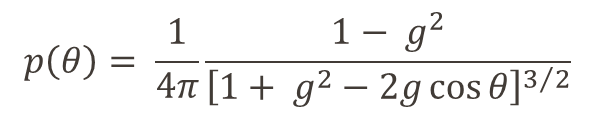 p(θ) = 1/4π (1 − g²)/[1 + g² − 2g cos θ]^3/2